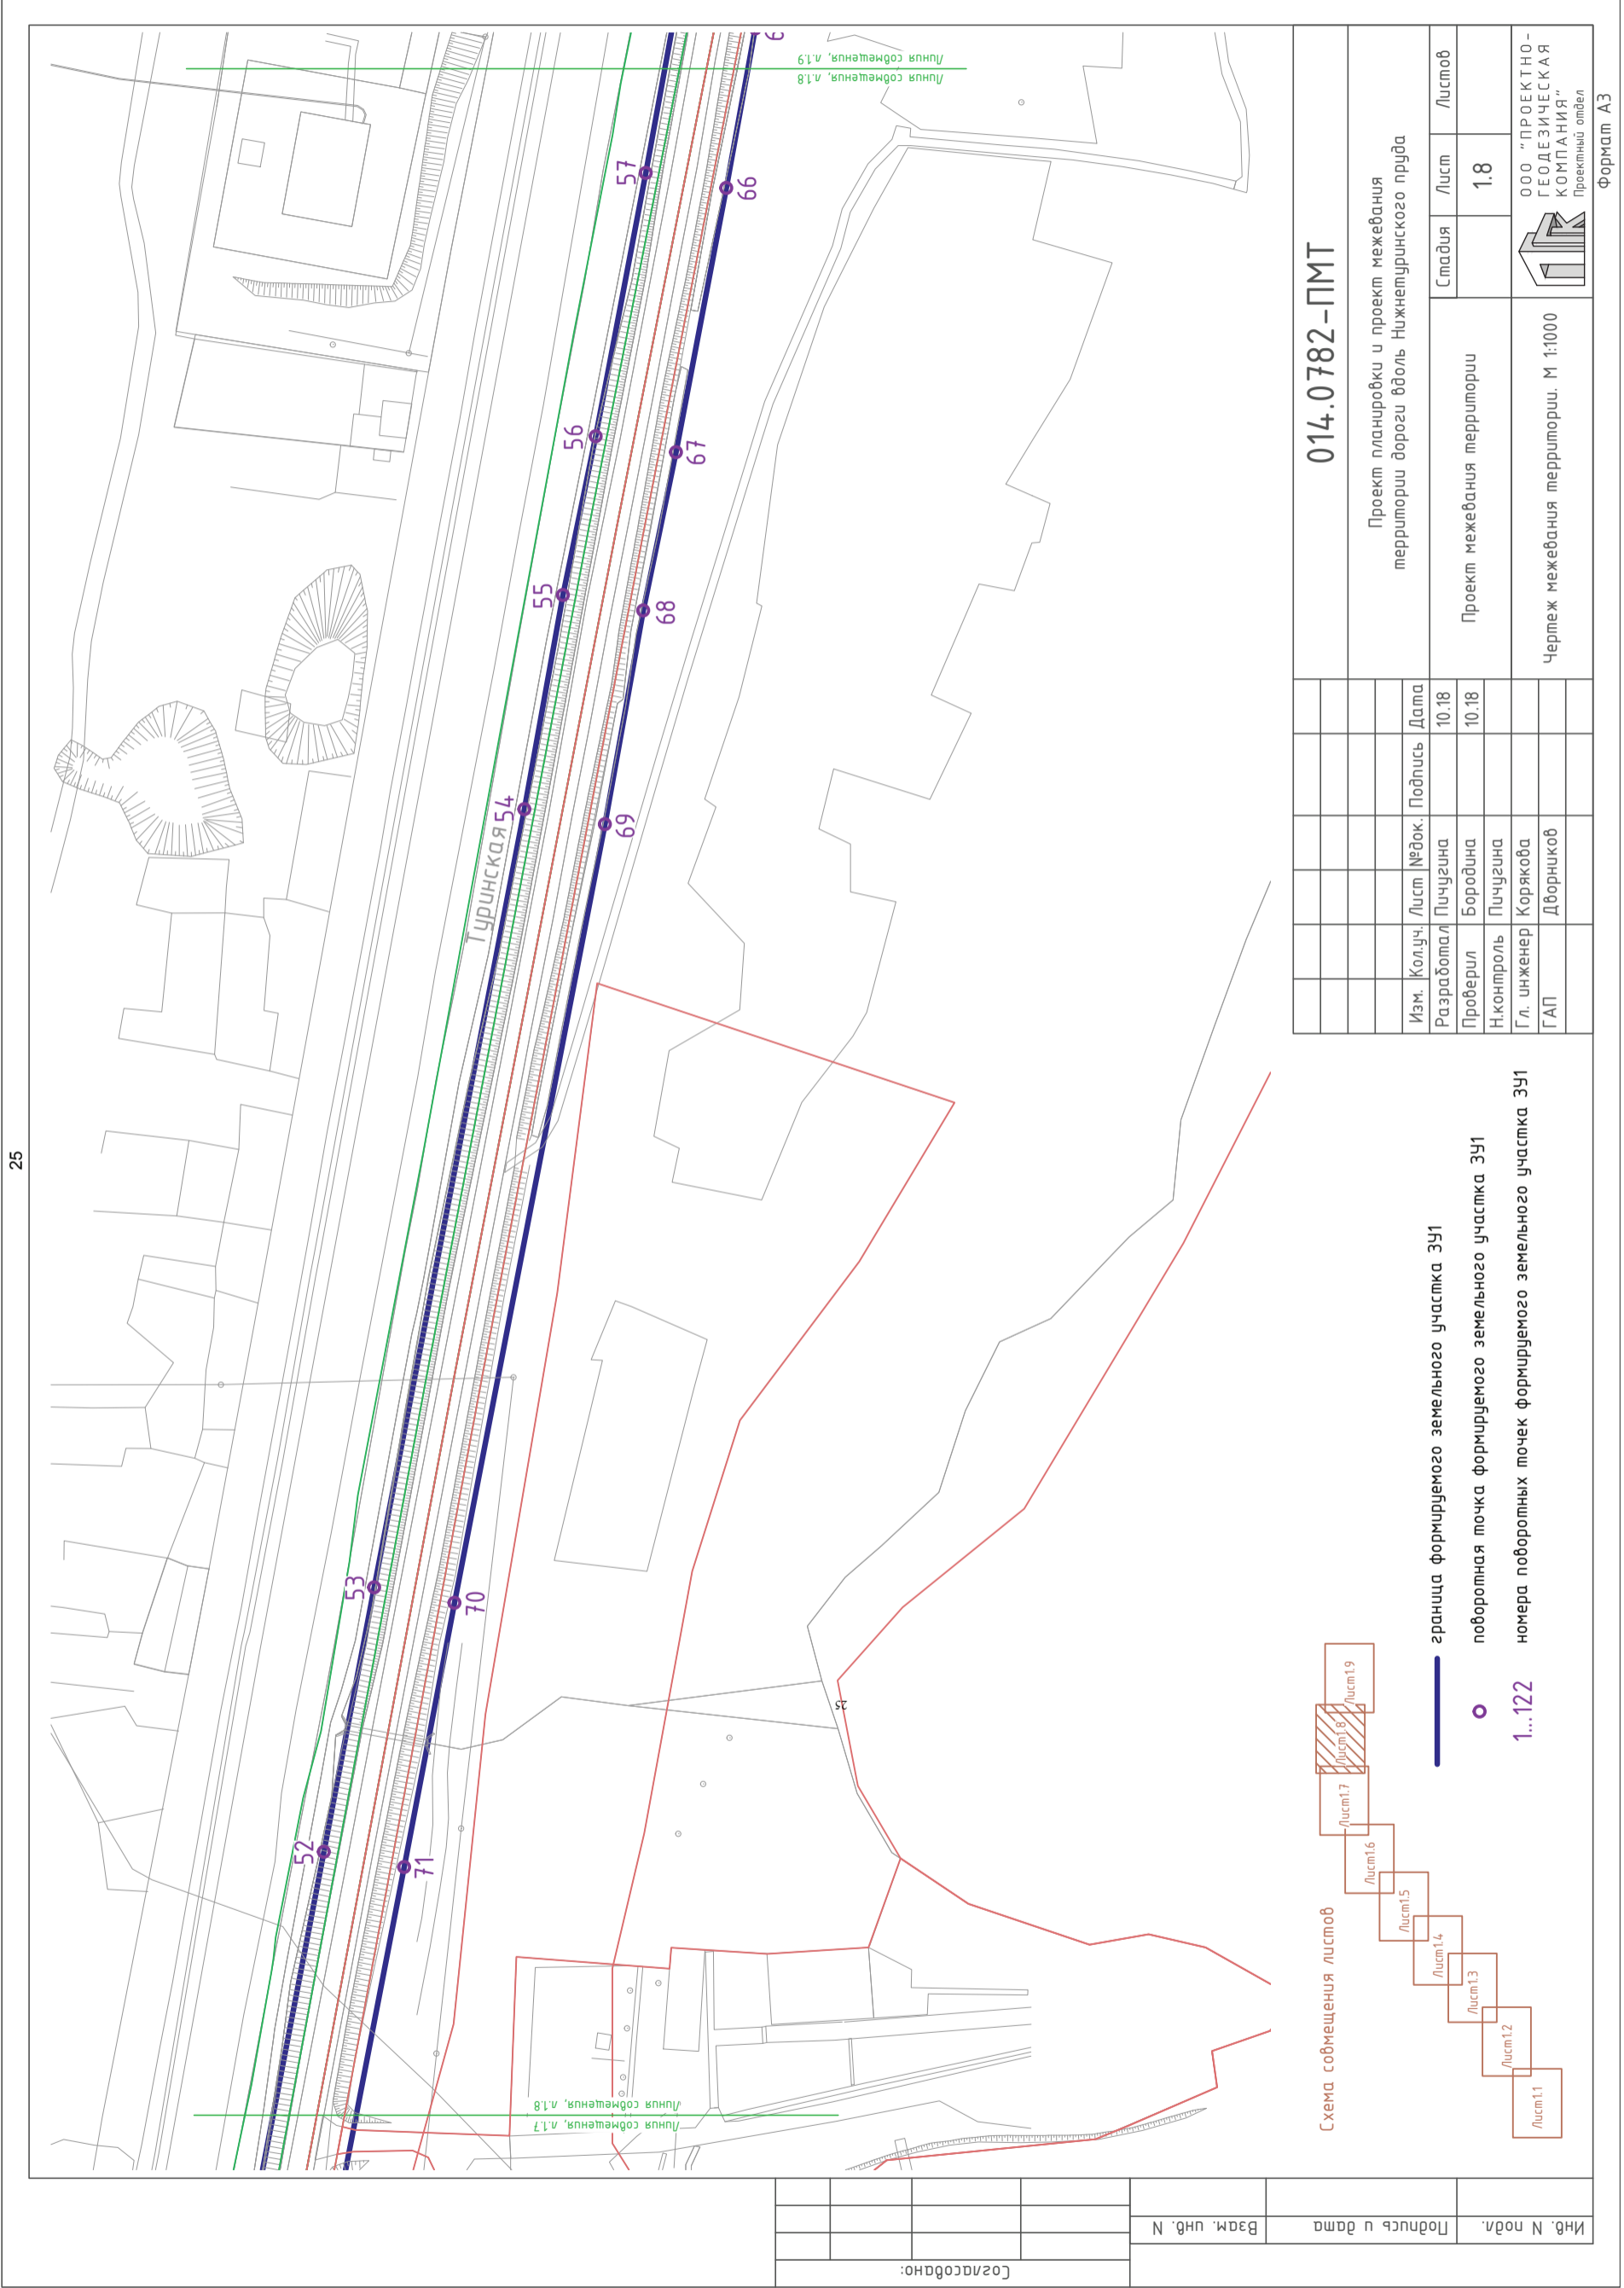 25
Линия совмещения, л.1.9
Линия совмещения, л.1.8
57
66
56
67
55
68
54
Туринская
69
53
70
52
71
25
Линия совмещения, л.1.8
Линия совмещения, л.1.7
Схема совмещения листов
Лист1.1
Лист1.2
Лист1.3
Лист1.4
Лист1.5
Лист1.6
Лист1.7
Лист1.8
Лист1.9
граница формируемого земельного участка ЗУ1
поворотная точка формируемого земельного участка ЗУ1
1...122 номера поворотных точек формируемого земельного участка ЗУ1
014.0782-ПМТ
Проект планировки и проект межевания
территории дороги вдоль Нижнетуринского пруда
Изм. Кол.уч. Лист №док. Подпись Дата
Разработал Пичугина 10.18
Проверил Бородина 10.18
Н.контроль Пичугина
Гл. инженер Корякова
ГАП Дворников
Проект межевания территории
Стадия Лист Листов
1.8
Чертеж межевания территории. М 1:1000
ООО "ПРОЕКТНО-
ГЕОДЕЗИЧЕСКАЯ
КОМПАНИЯ"
Проектный отдел
Формат А3
Согласовано:
Взам. инв. N
Подпись и дата
Инв. N подл.